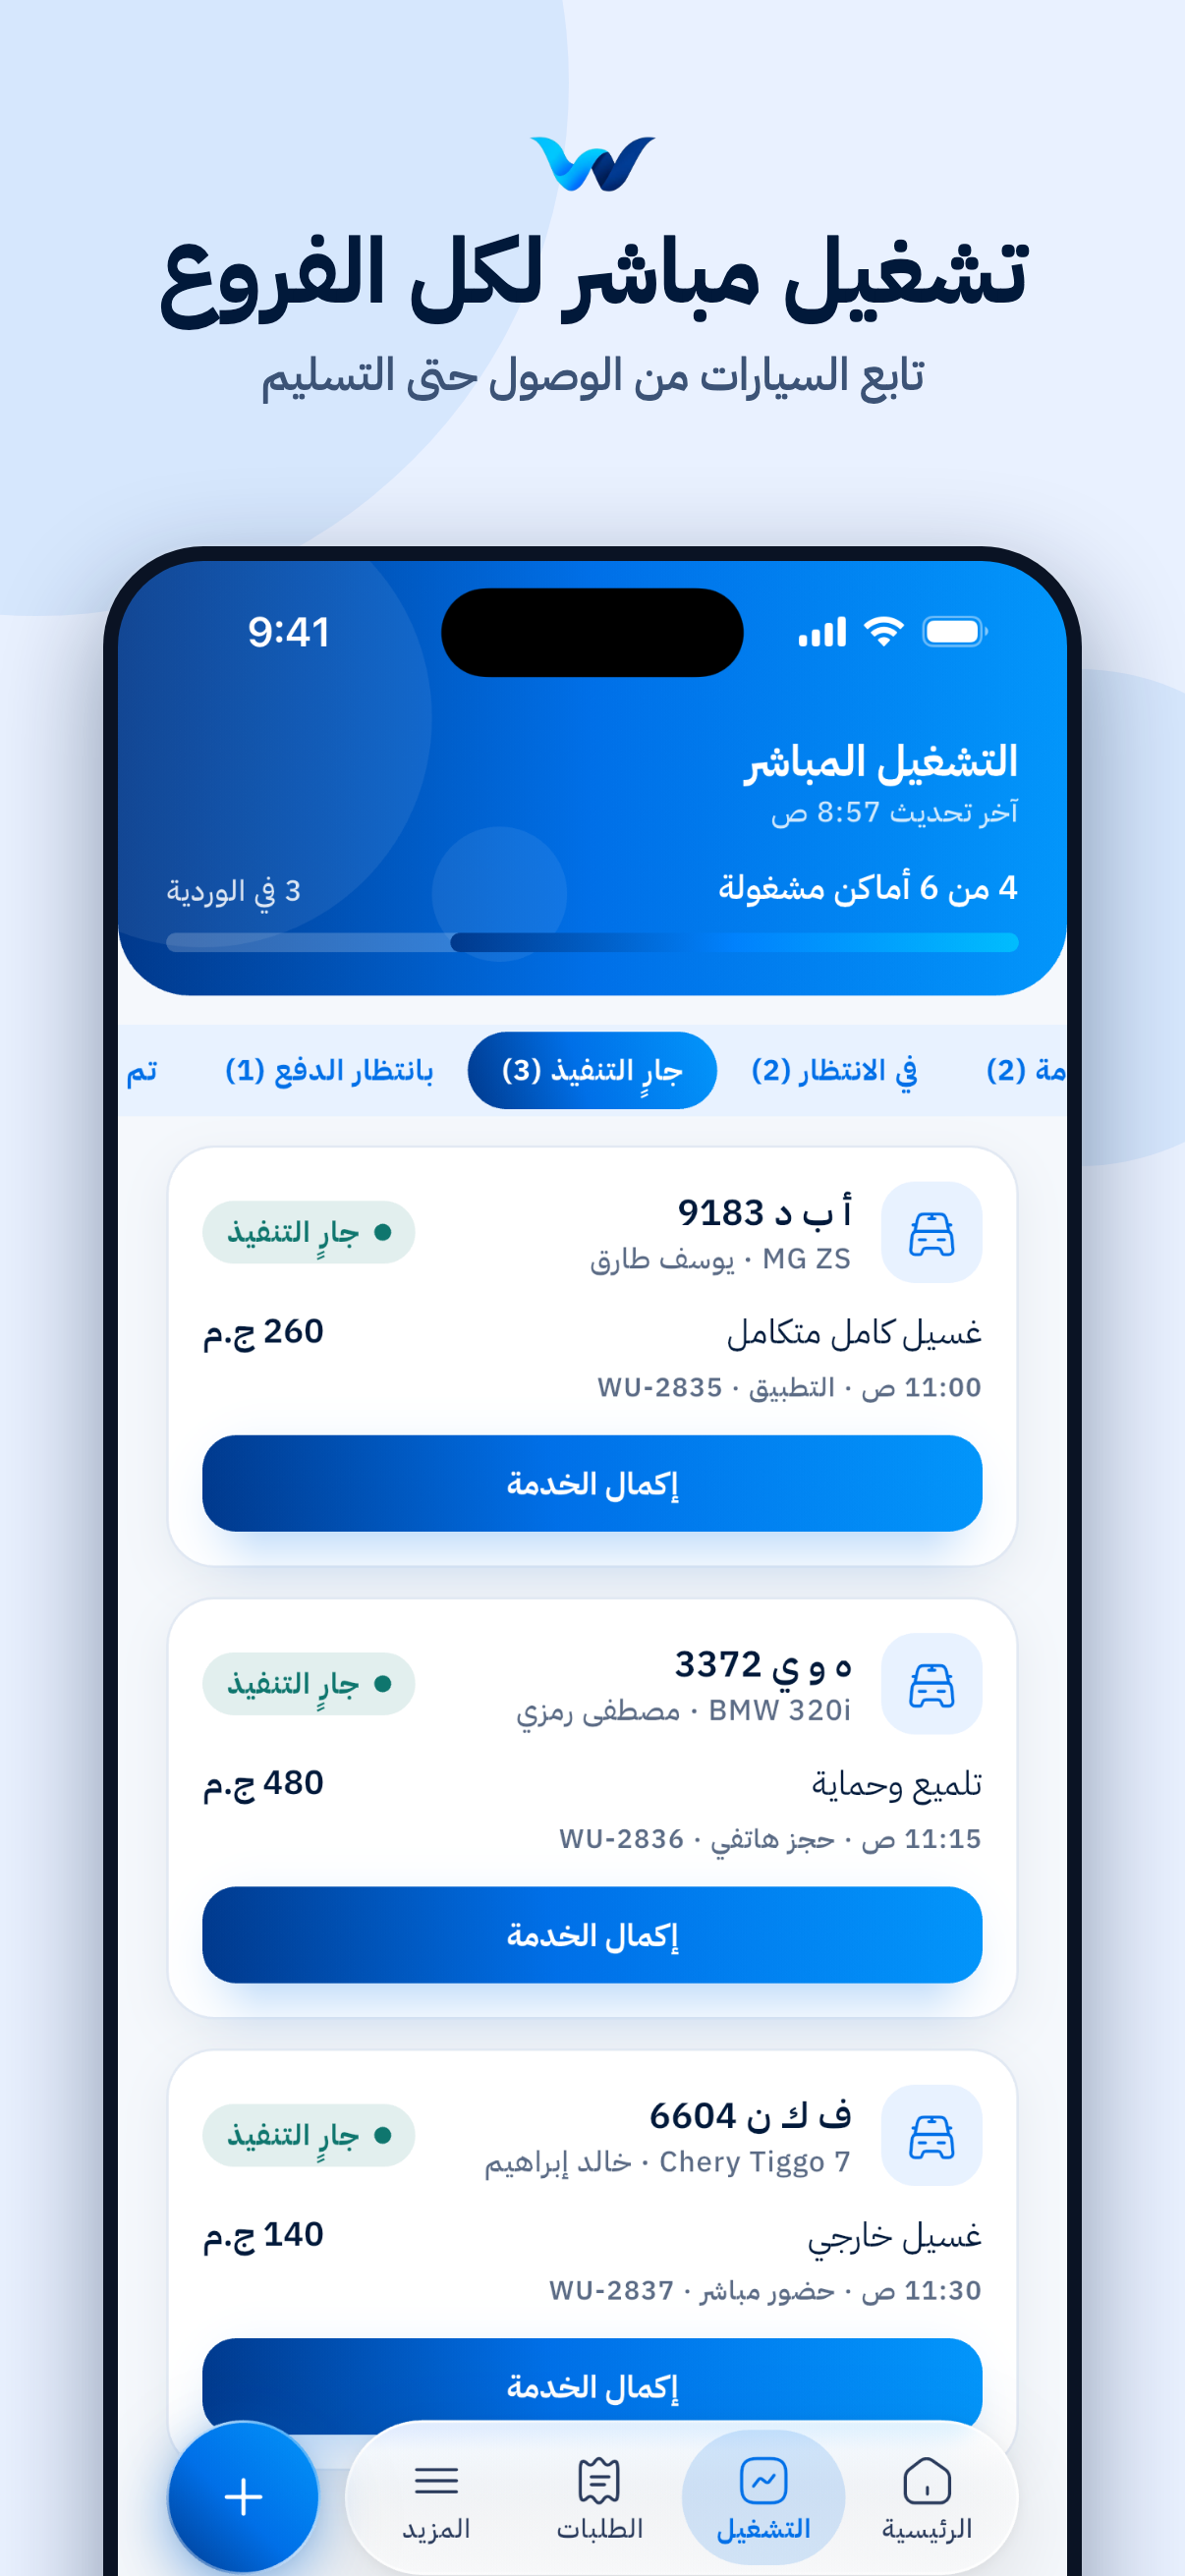 تشغيل مباشر لكل الفروع
تابع السيارات من الوصول حتى التسليم
9:41
التشغيل المباشر
آخر تحديث 8:57 ص
4 من 6 أماكن مشغولة
3 في الوردية
مة (2)
في الانتظار (2)
جارٍ التنفيذ (3)
بانتظار الدفع (1)
تم
أ ب د 9183
جارٍ التنفيذ
MG ZS · يوسف طارق
غسيل كامل متكامل
260 ج.م
11:00 ص · التطبيق · WU-2835
إكمال الخدمة
ه و ي 3372
جارٍ التنفيذ
BMW 320i · مصطفى رمزي
تلميع وحماية
480 ج.م
11:15 ص · حجز هاتفي · WU-2836
إكمال الخدمة
ف ك ن 6604
جارٍ التنفيذ
Chery Tiggo 7 · خالد إبراهيم
غسيل خارجي
140 ج.م
11:30 ص · حضور مباشر · WU-2837
إكمال الخدمة
الرئيسية
التشغيل
الطلبات
المزيد